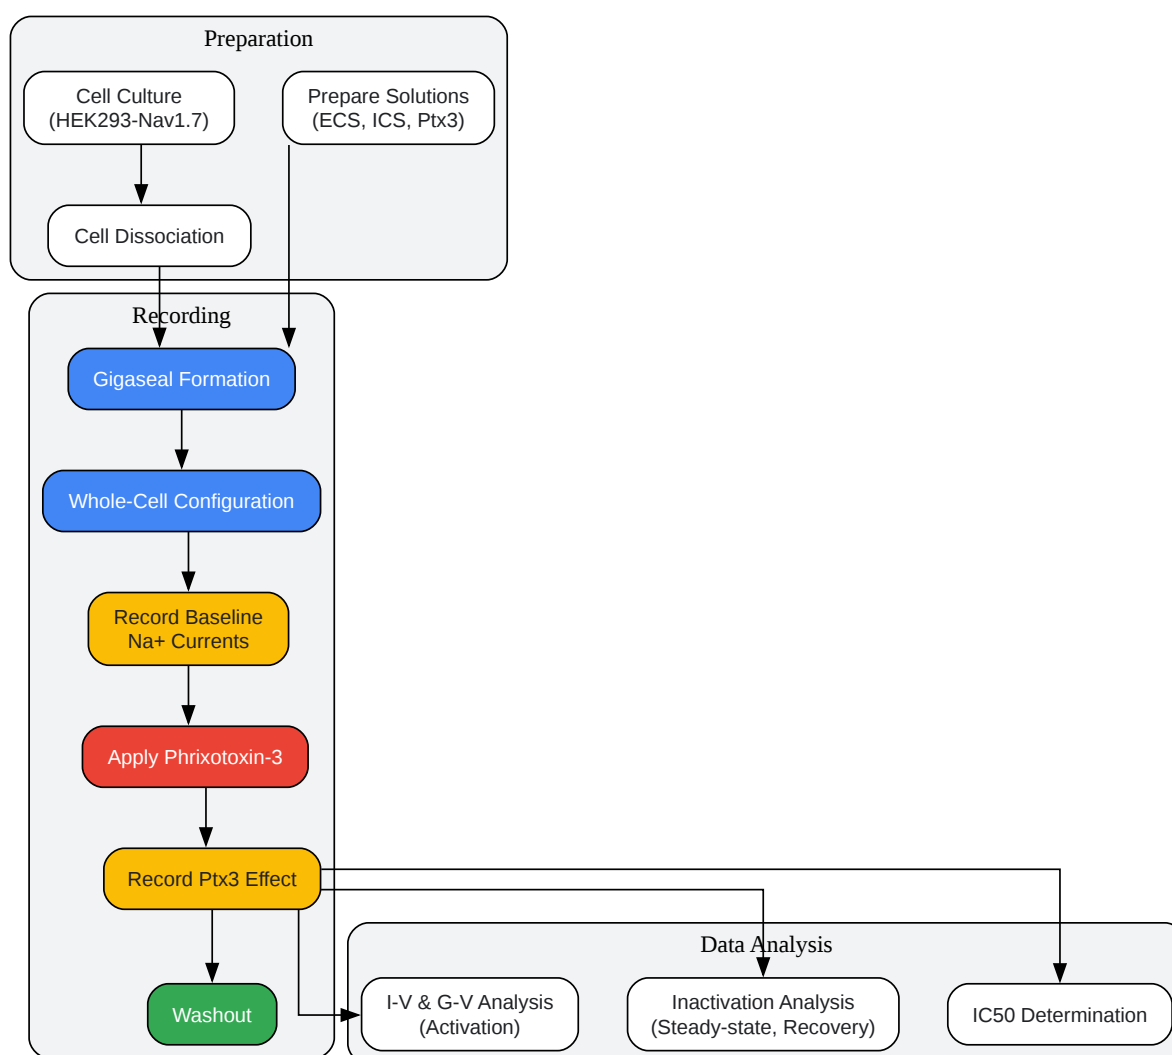 Preparation
Cell Culture
(HEK293-Nav1.7)
Prepare Solutions
(ECS, ICS, Ptx3)
Cell Dissociation
Recording
Gigaseal Formation
Whole-Cell Configuration
Record Baseline
Na+ Currents
Apply Phrixotoxin-3
Record Ptx3 Effect
Washout
Data Analysis
I-V & G-V Analysis
(Activation)
Inactivation Analysis
(Steady-state, Recovery)
IC50 Determination